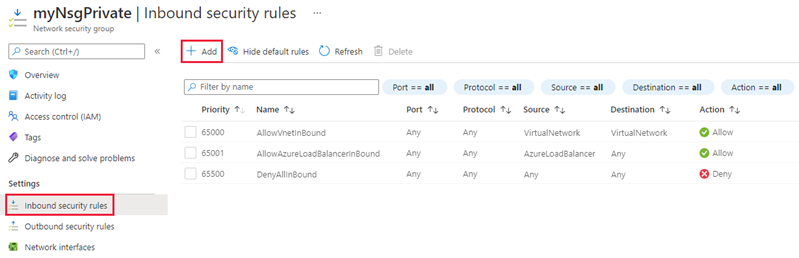 myNsgPrivate | Inbound security rules ...
Network security group
Search (Ctrl+/) «
Overview
Activity log
Access control (IAM)
Tags
Diagnose and solve problems
Settings
Inbound security rules
Outbound security rules
Network interfaces
+ Add Hide default rules Refresh Delete
Filter by name Port == all Protocol == all Source == all Destination == all Action == all
Priority ↑↓ Name ↑↓ Port ↑↓ Protocol ↑↓ Source ↑↓ Destination ↑↓ Action ↑↓
65000 AllowVnetInBound Any Any VirtualNetwork VirtualNetwork Allow
65001 AllowAzureLoadBalancerInBound Any Any AzureLoadBalancer Any Allow
65500 DenyAllInBound Any Any Any Any Deny